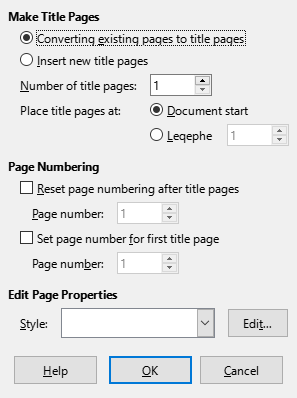 Make Title Pages
Converting existing pages to title pages
Insert new title pages
Number of title pages: 1
Place title pages at: Document start
Leqephe 1
Page Numbering
Reset page numbering after title pages
Page number: 1
Set page number for first title page
Page number: 1
Edit Page Properties
Style: Edit...
Help OK Cancel